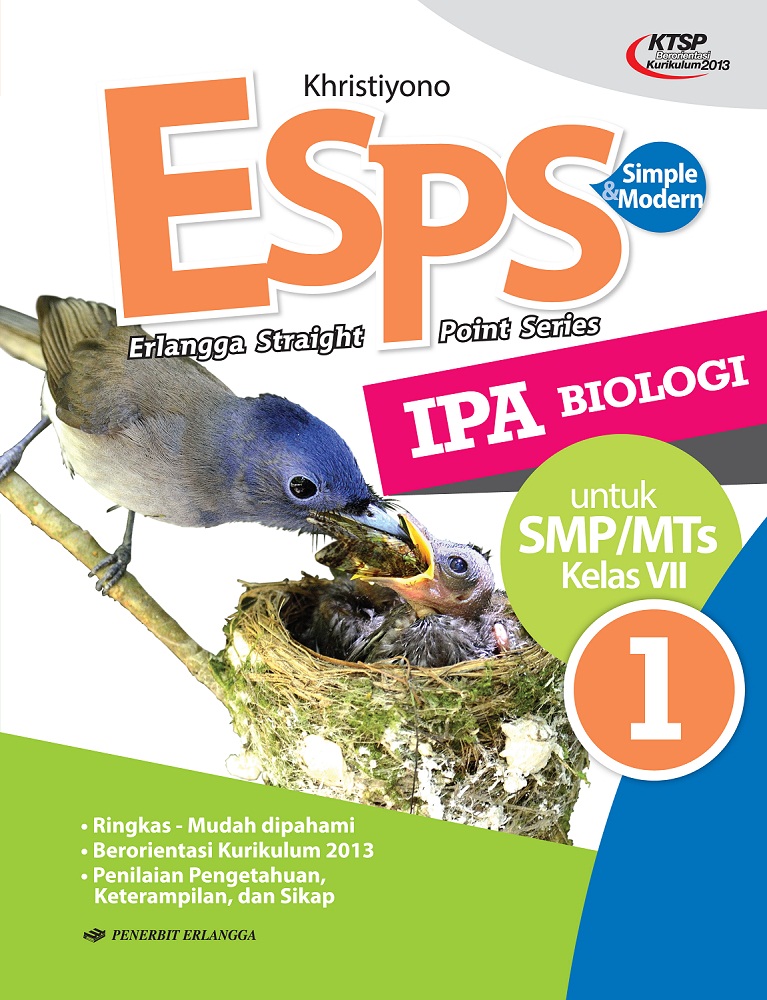 KTSP
Berorientasi
Kurikulum2013
Khristiyono
ESPS
Simple
&Modern
Erlangga Straight Point Series
IPA BIOLOGI
untuk
SMP/MTs
Kelas VII
1
• Ringkas - Mudah dipahami
• Berorientasi Kurikulum 2013
• Penilaian Pengetahuan,
Keterampilan, dan Sikap
PENERBIT ERLANGGA